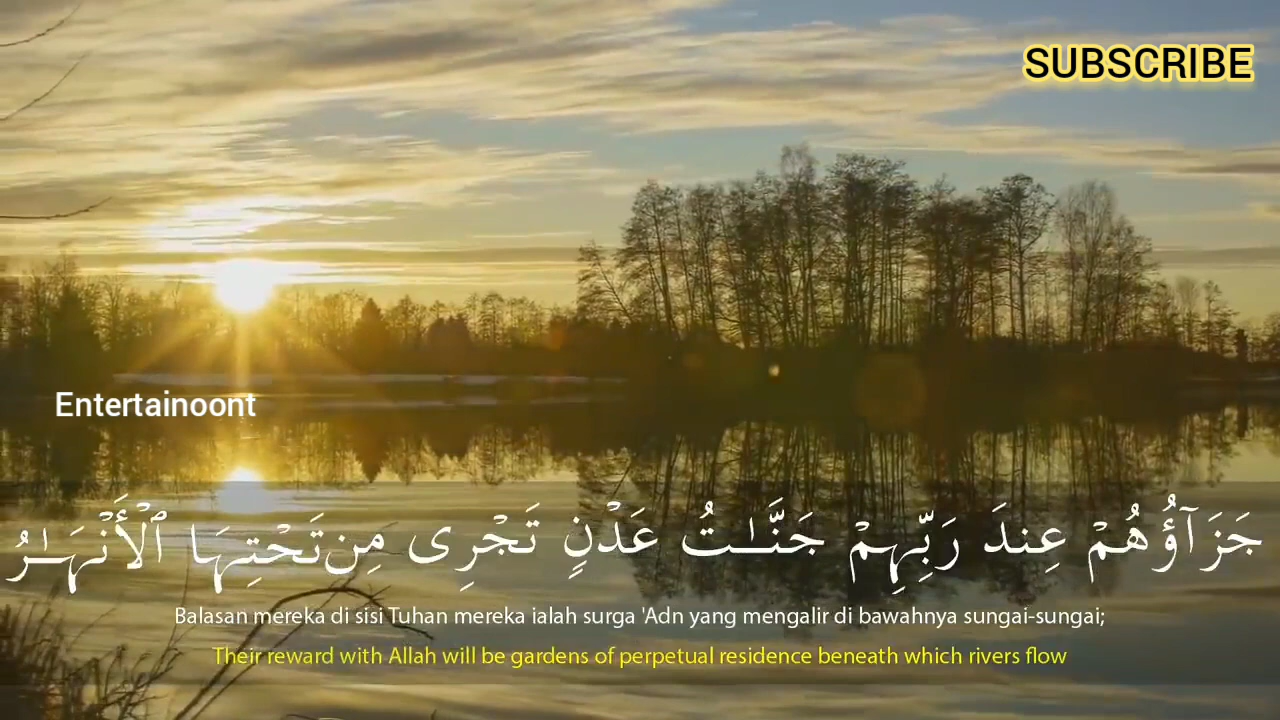 SUBSCRIBE
Entertainoont
جَزَآؤُهُمْ عِندَ رَبِّهِمْ جَنَّـٰتُ عَدْنٍ تَجْرِى مِن تَحْتِهَا ٱلْأَنْهَـٰرُ
Balasan mereka di sisi Tuhan mereka ialah surga 'Adn yang mengalir di bawahnya sungai-sungai;
Their reward with Allah will be gardens of perpetual residence beneath which rivers flow